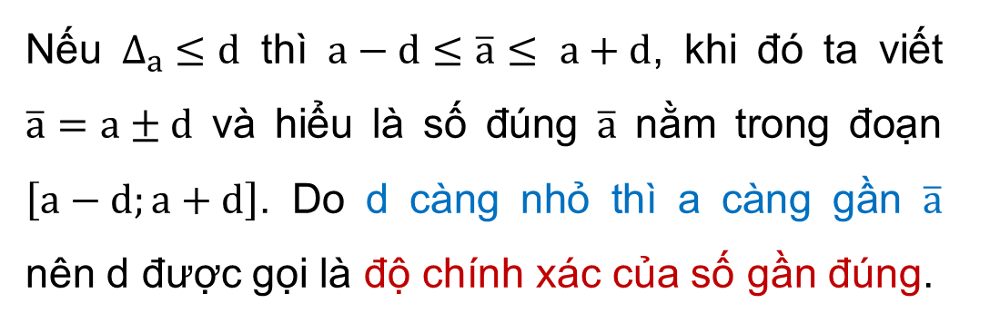 Nếu Δₐ ≤ d thì a − d ≤ a̅ ≤ a + d, khi đó ta viết
a̅ = a ± d và hiểu là số đúng a̅ nằm trong đoạn
[a − d; a + d]. Do d càng nhỏ thì a càng gần a̅
nên d được gọi là độ chính xác của số gần đúng.